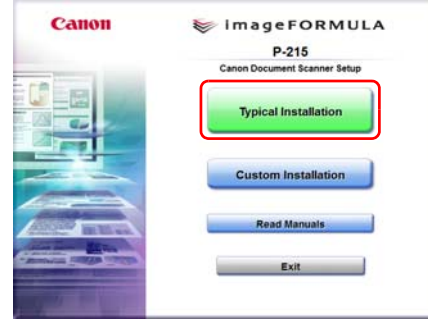 Canon
imageFORMULA
P-215
Canon Document Scanner Setup
Typical Installation
Custom Installation
Read Manuals
Exit